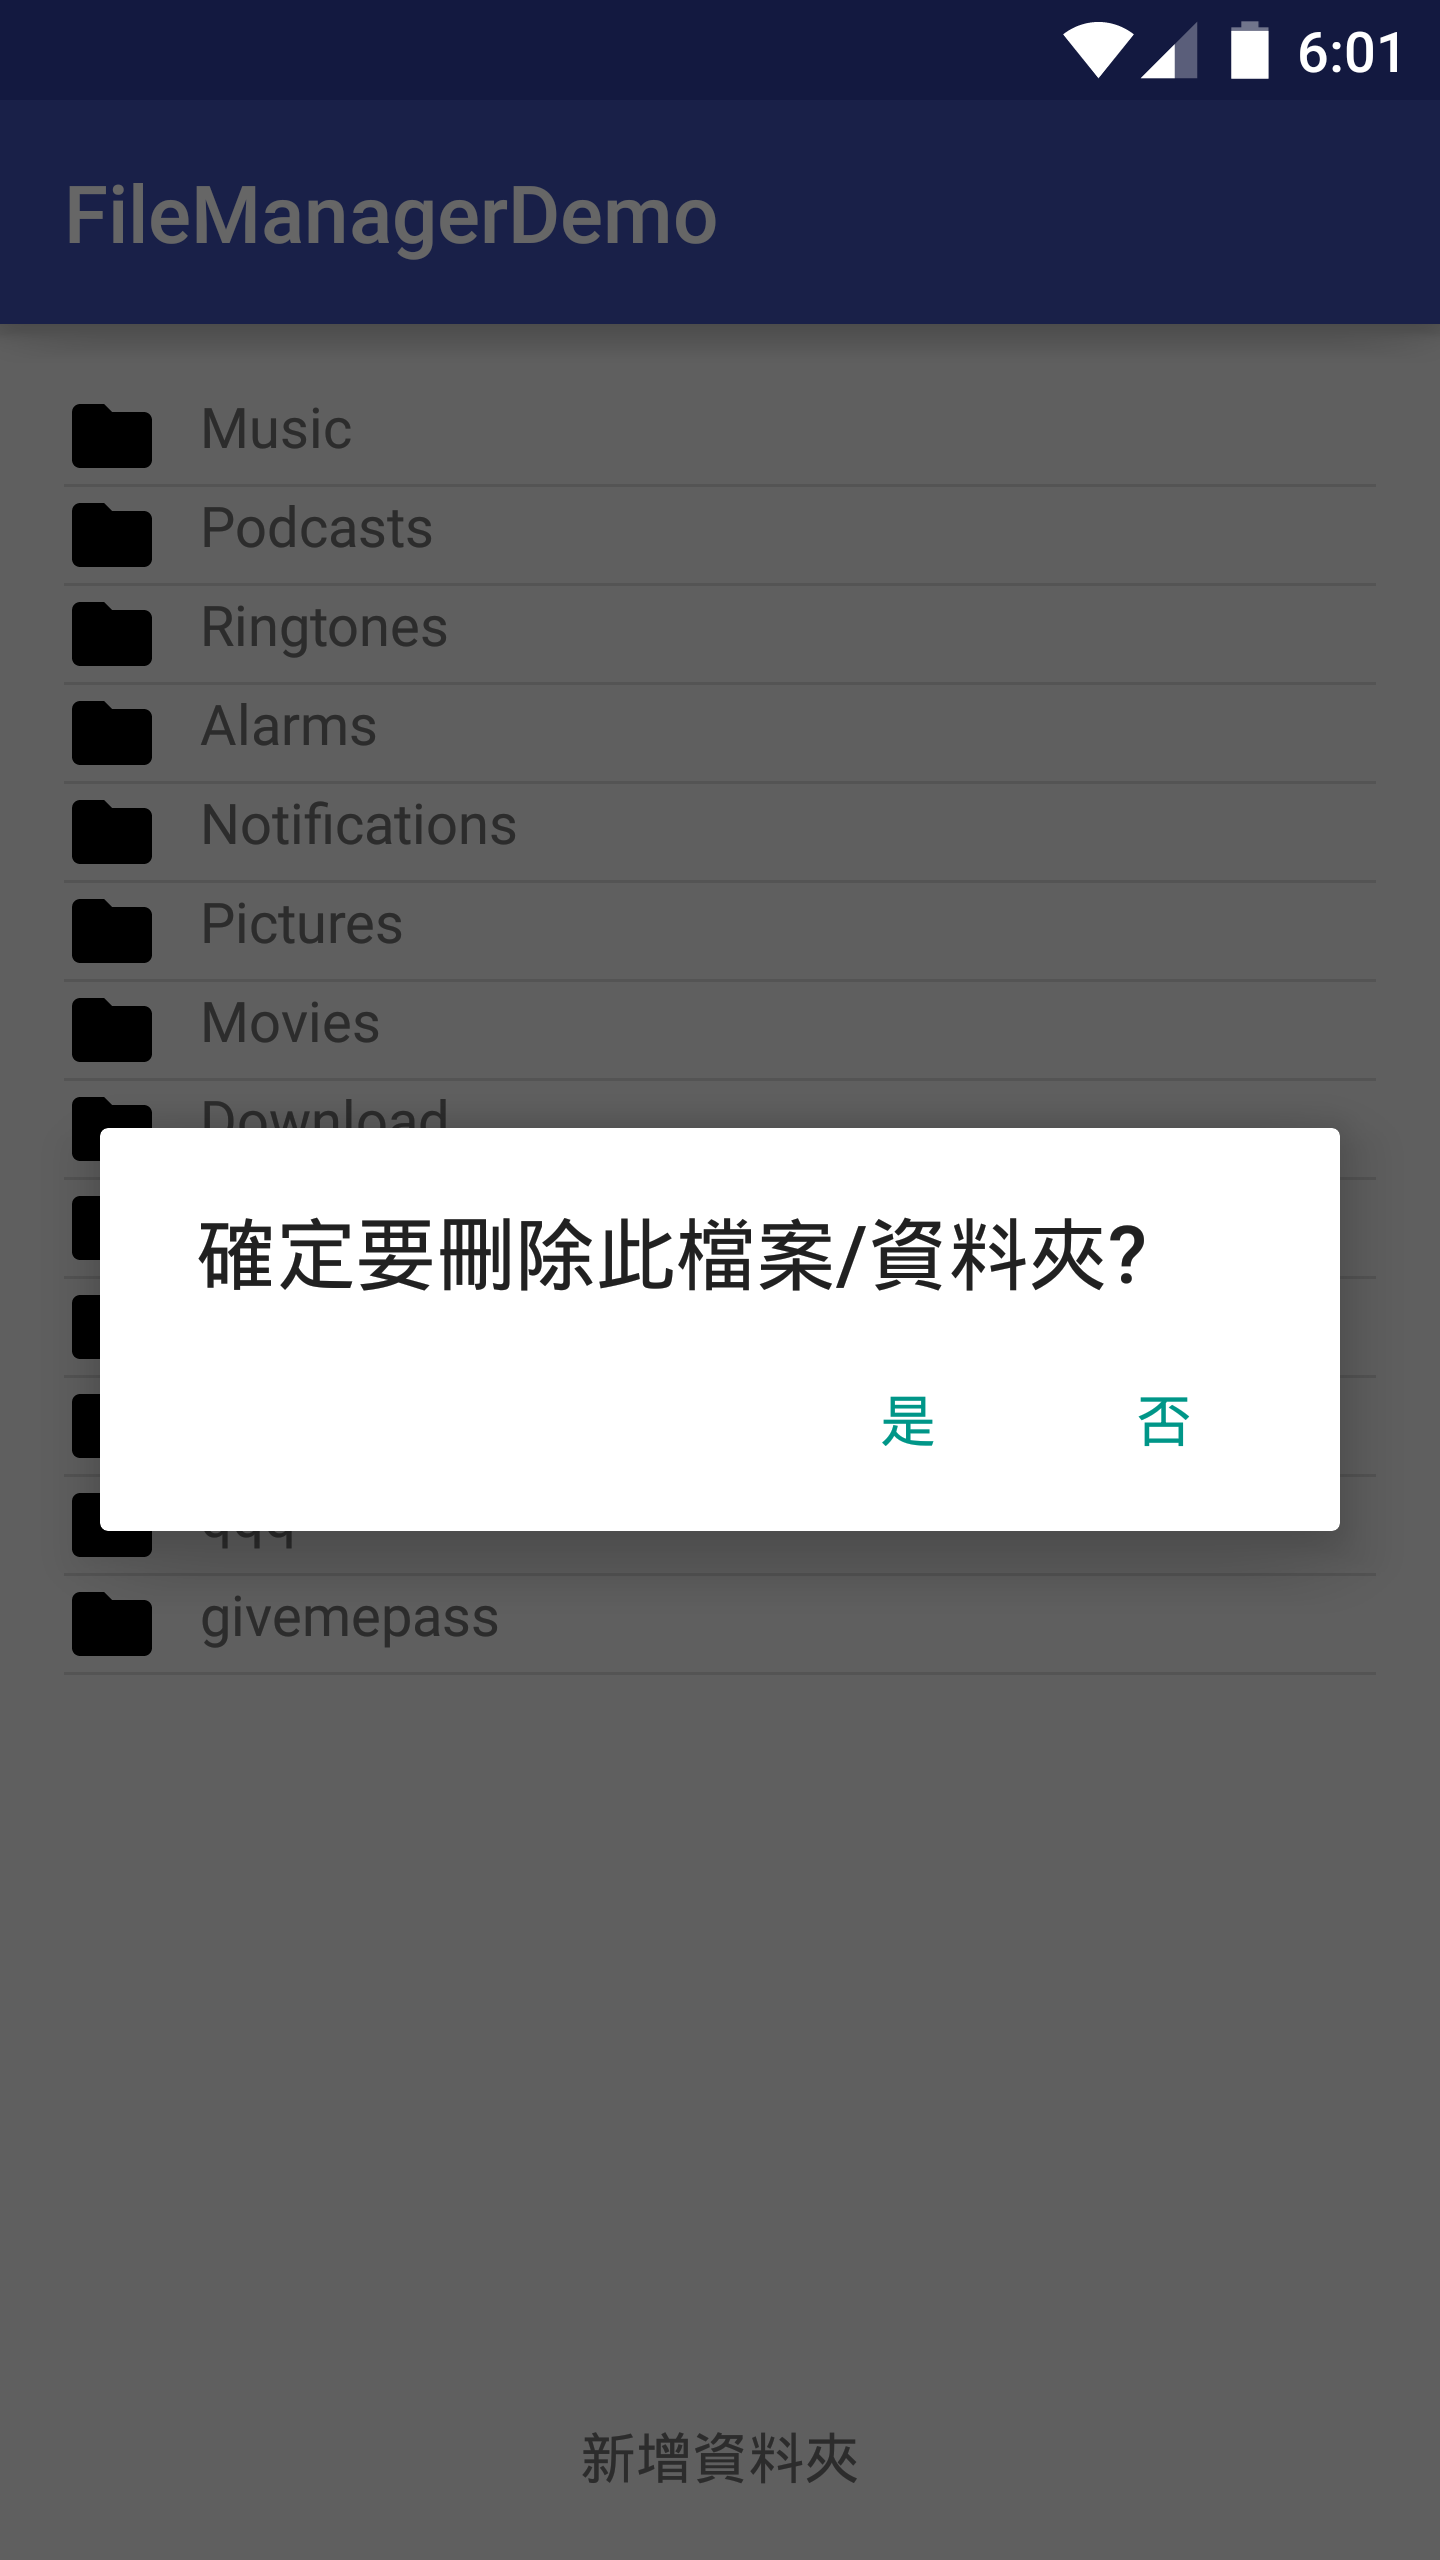 6:01
FileManagerDemo
Music
Podcasts
Ringtones
Alarms
Notifications
Pictures
Movies
Download
確定要刪除此檔案/資料夾?
是 否
givemepass
新增資料夾